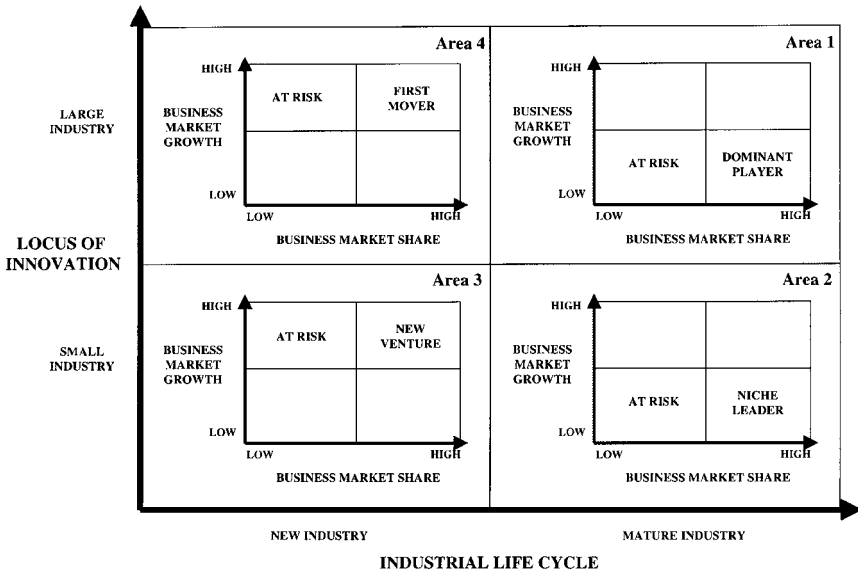 Area 4
HIGH
AT RISK
FIRST
MOVER
BUSINESS
MARKET
GROWTH
LOW
LOW
HIGH
BUSINESS MARKET SHARE
Area 1
HIGH
BUSINESS
MARKET
GROWTH
AT RISK
DOMINANT
PLAYER
LOW
LOW
HIGH
BUSINESS MARKET SHARE
LARGE
INDUSTRY
LOCUS OF
INNOVATION
SMALL
INDUSTRY
Area 3
HIGH
AT RISK
NEW
VENTURE
BUSINESS
MARKET
GROWTH
LOW
LOW
HIGH
BUSINESS MARKET SHARE
Area 2
HIGH
BUSINESS
MARKET
GROWTH
AT RISK
NICHE
LEADER
LOW
LOW
HIGH
BUSINESS MARKET SHARE
NEW INDUSTRY
MATURE INDUSTRY
INDUSTRIAL LIFE CYCLE